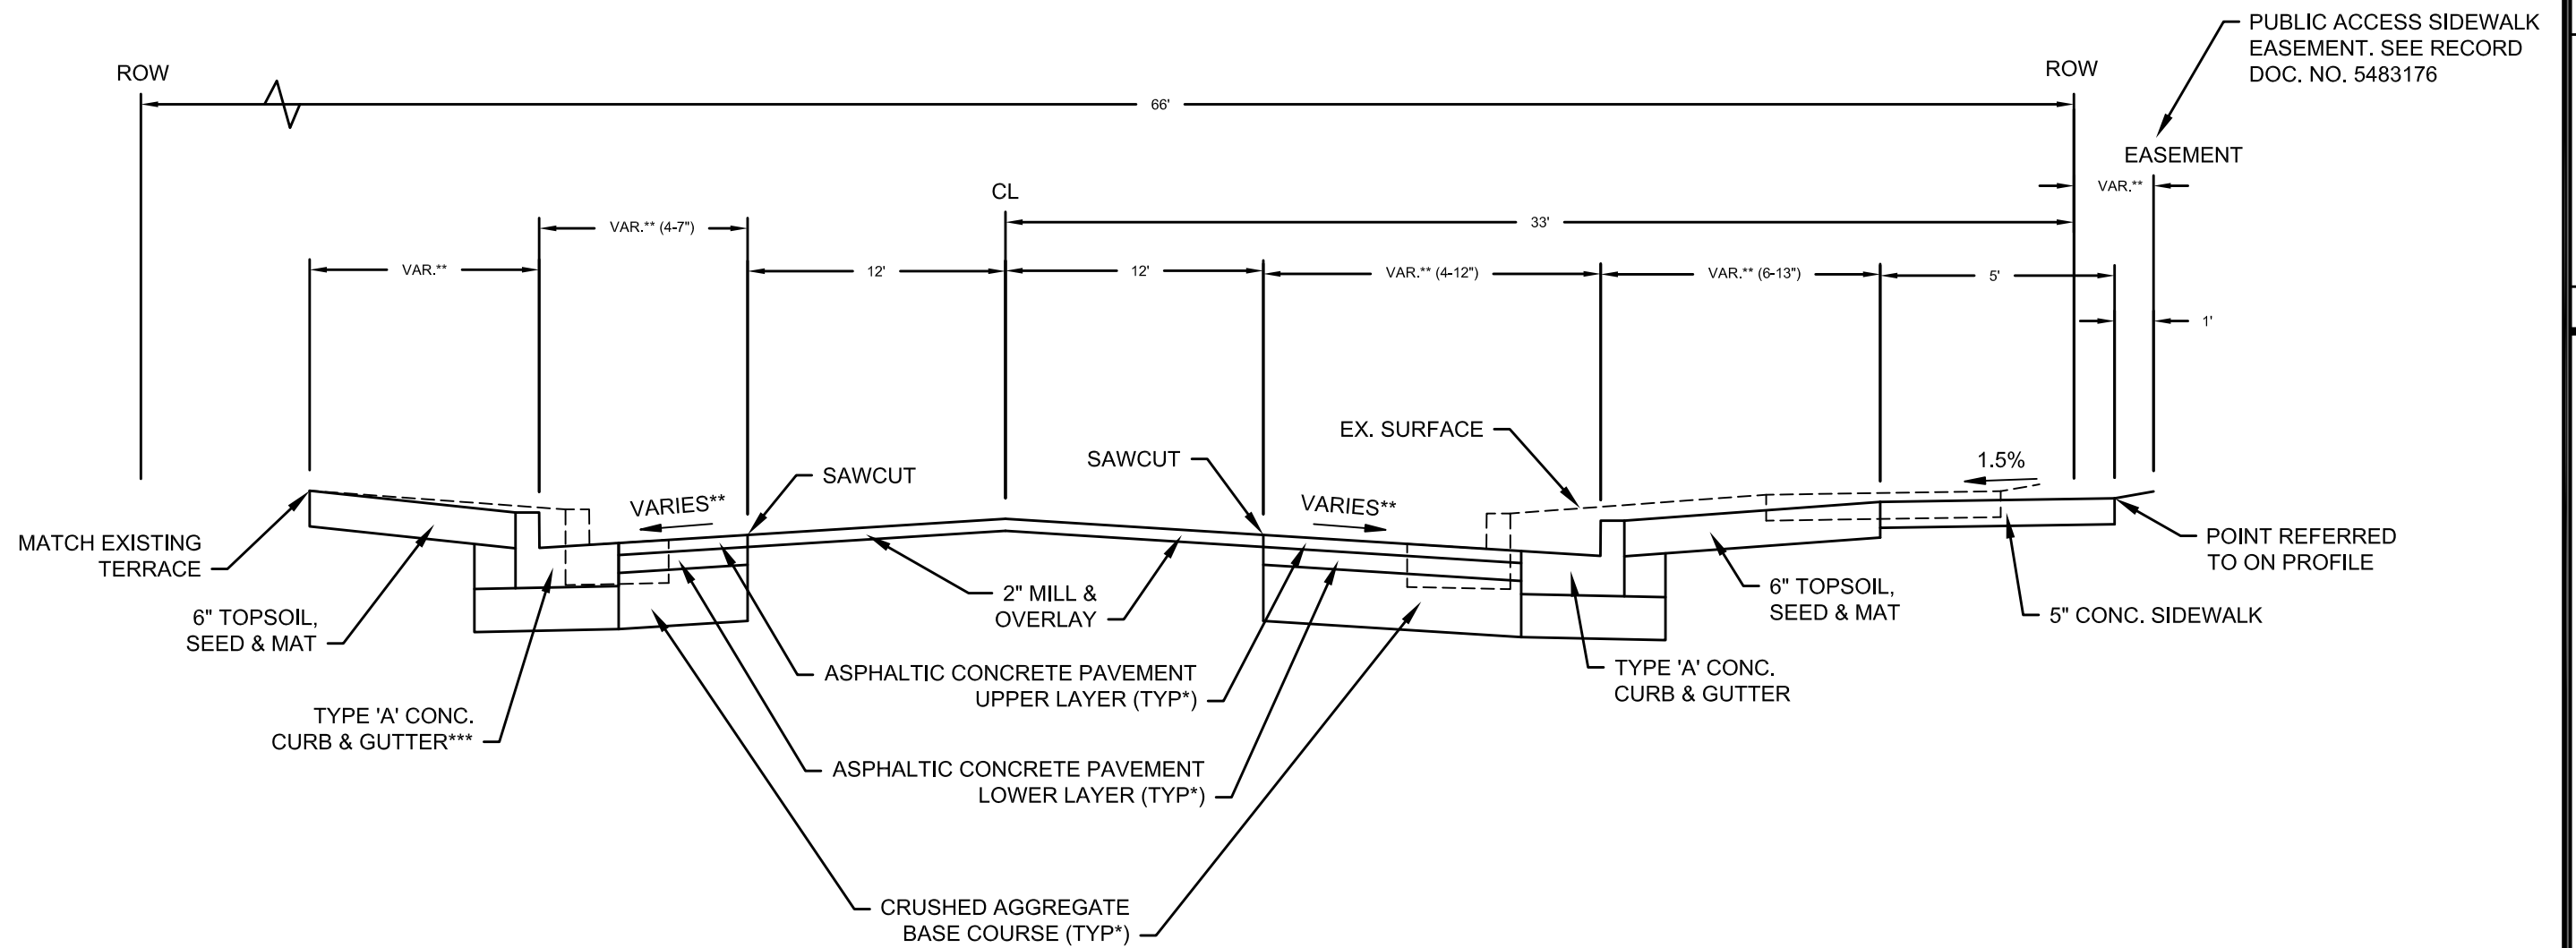 PUBLIC ACCESS SIDEWALK
EASEMENT. SEE RECORD
DOC. NO. 5483176
ROW
ROW
66'
EASEMENT
VAR.**
CL
33'
VAR.** (4-7")
VAR.**
12'
12'
VAR.** (4-12")
VAR.** (6-13")
5'
1'
EX. SURFACE
SAWCUT
SAWCUT
1.5%
VARIES**
VARIES**
MATCH EXISTING
TERRACE
POINT REFERRED
TO ON PROFILE
6" TOPSOIL,
SEED & MAT
2" MILL &
OVERLAY
6" TOPSOIL,
SEED & MAT
5" CONC. SIDEWALK
ASPHALTIC CONCRETE PAVEMENT
UPPER LAYER (TYP*)
TYPE 'A' CONC.
CURB & GUTTER
TYPE 'A' CONC.
CURB & GUTTER***
ASPHALTIC CONCRETE PAVEMENT
LOWER LAYER (TYP*)
CRUSHED AGGREGATE
BASE COURSE (TYP*)